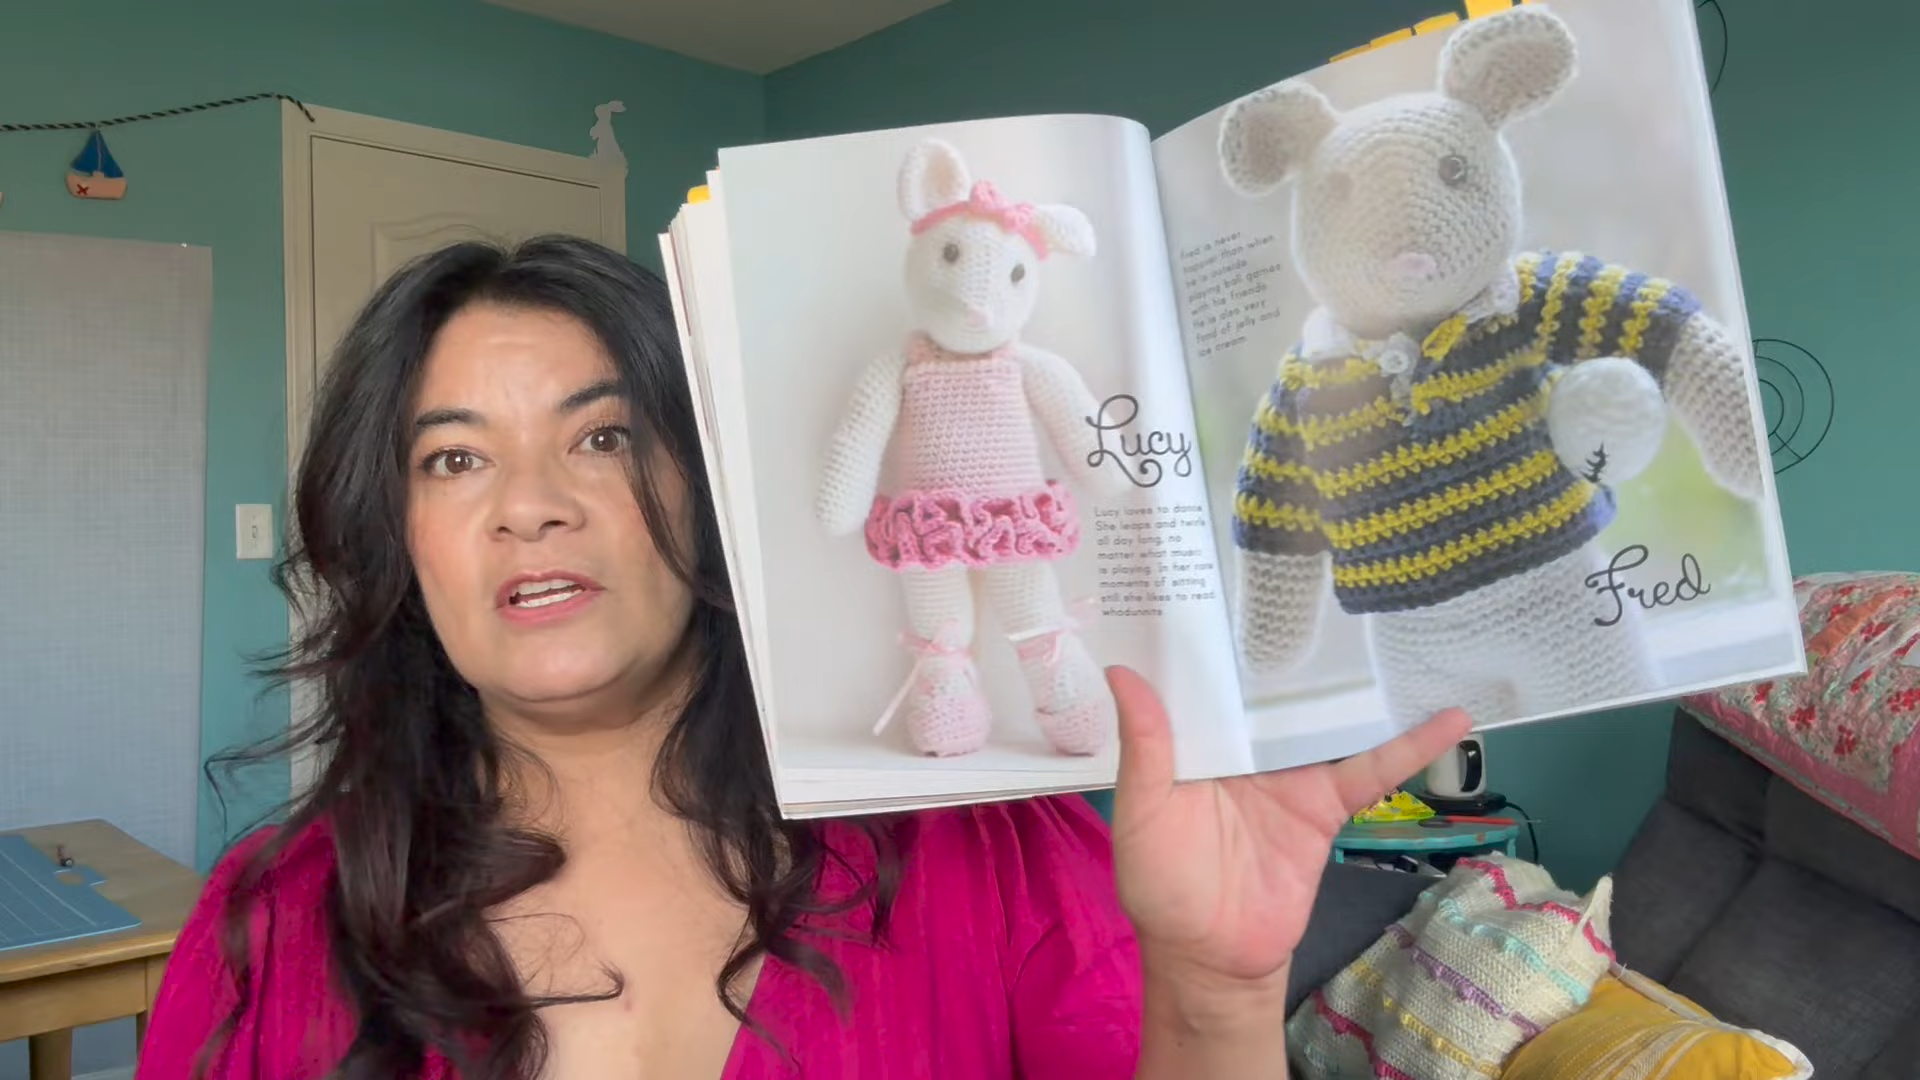 Lucy
Lucy loves to dance
She leaps and twirls
all day long, no
matter what music
is playing. In her rare
moments of sitting
still she likes to read
whodunnits
Fred is never
happier than when
he is outside
playing ball games
with his friends
He is also very
fond of jelly and
ice cream
Fred